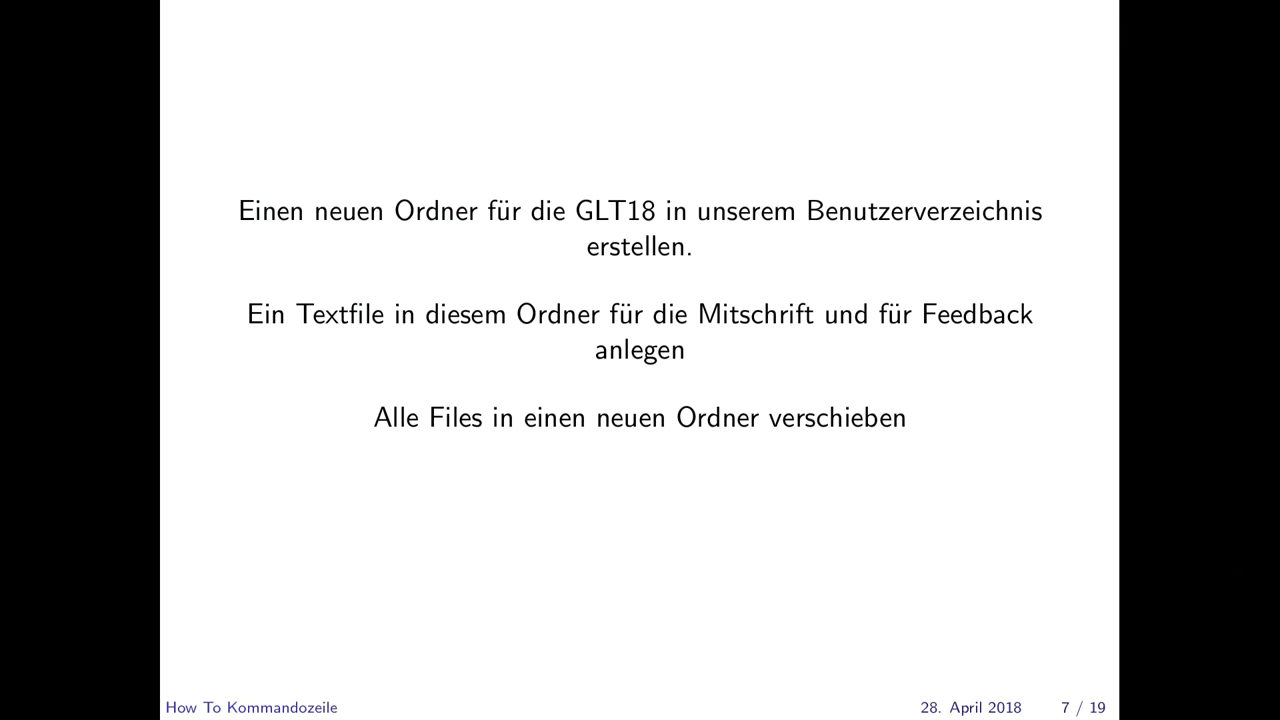 Einen neuen Ordner für die GLT18 in unserem Benutzerverzeichnis
erstellen.
Ein Textfile in diesem Ordner für die Mitschrift und für Feedback
anlegen
Alle Files in einen neuen Ordner verschieben
How To Kommandozeile 28. April 2018 7 / 19